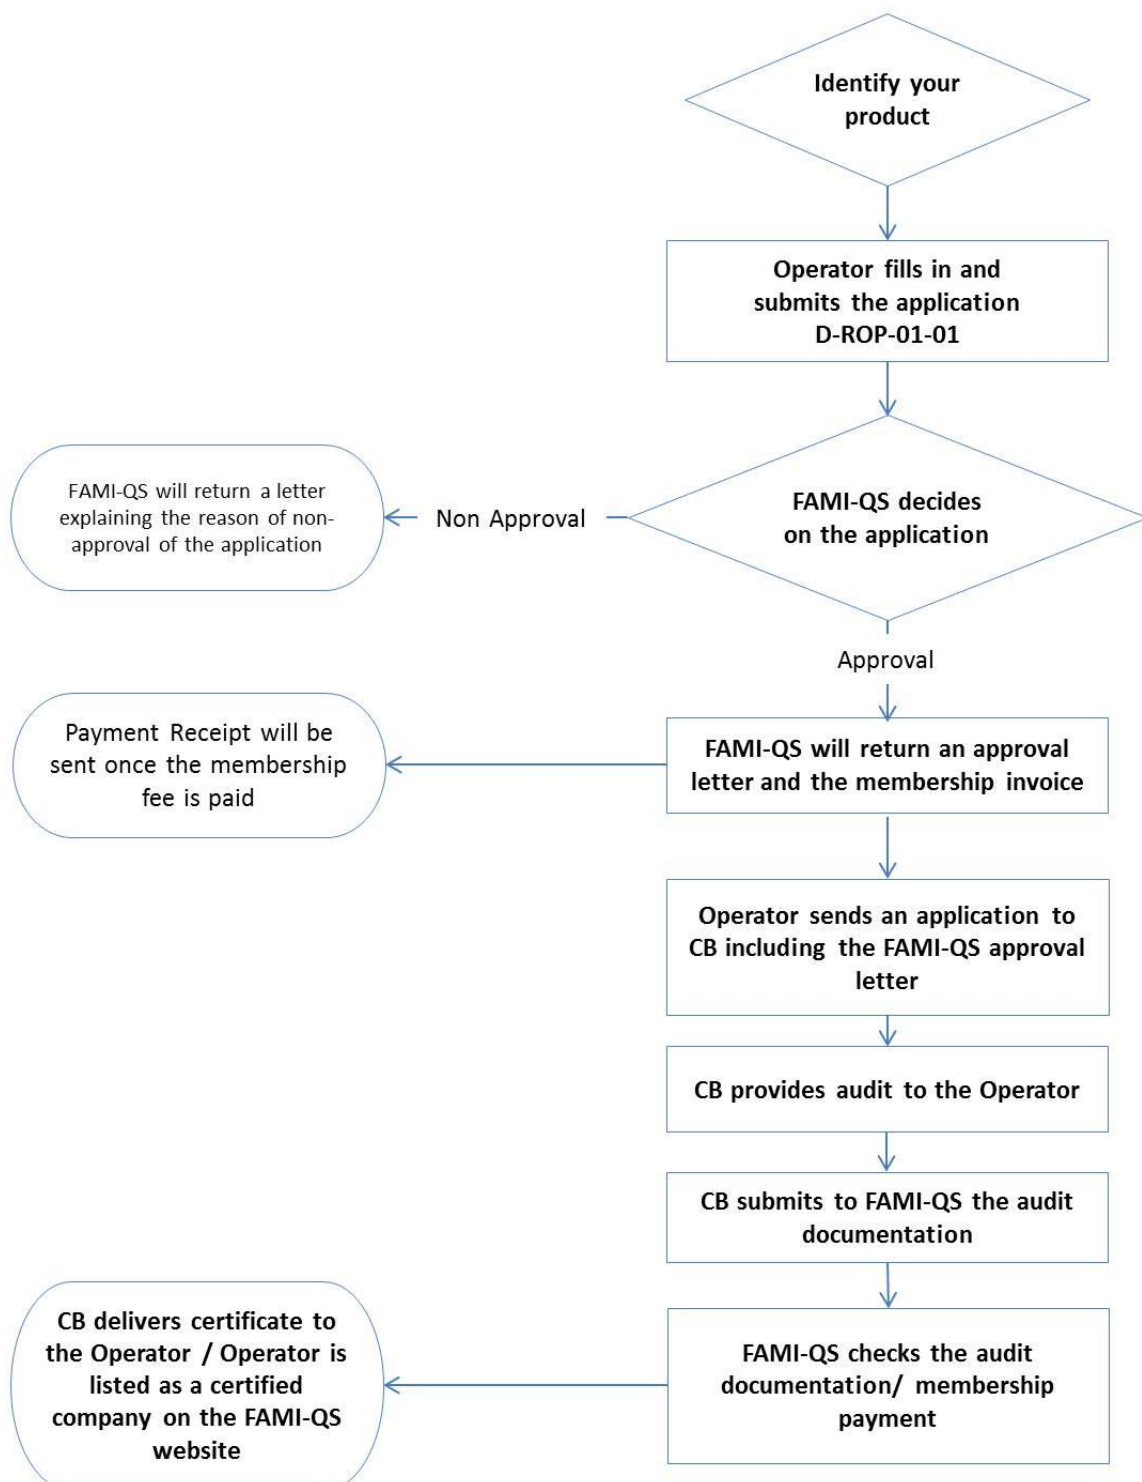 Identify your
product
Operator fills in and
submits the application
D-ROP-01-01
FAMI-QS decides
on the application
Non Approval
FAMI-QS will return a letter
explaining the reason of non-
approval of the application
Approval
FAMI-QS will return an approval
letter and the membership invoice
Payment Receipt will be
sent once the membership
fee is paid
Operator sends an application to
CB including the FAMI-QS approval
letter
CB provides audit to the Operator
CB submits to FAMI-QS the audit
documentation
FAMI-QS checks the audit
documentation/ membership
payment
CB delivers certificate to
the Operator / Operator is
listed as a certified
company on the FAMI-QS
website